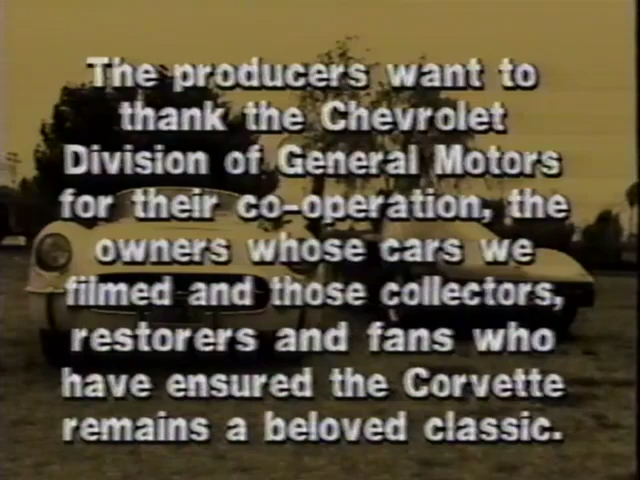 The producers want to
thank the Chevrolet
Division of General Motors
for their co-operation, the
owners whose cars we
filmed and those collectors,
restorers and fans who
have ensured the Corvette
remains a beloved classic.